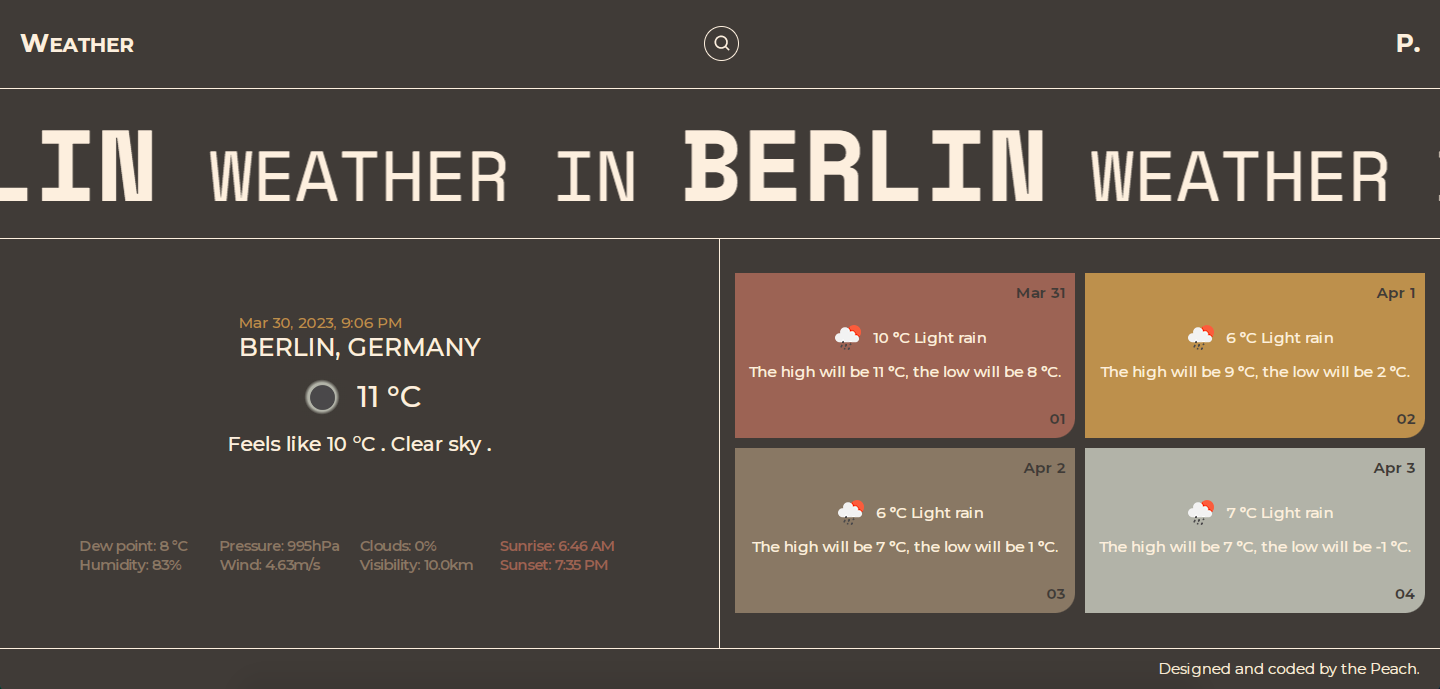 WEATHER
P.
LIN WEATHER IN BERLIN WEATHER
Mar 30, 2023, 9:06 PM
BERLIN, GERMANY
11 °C
Feels like 10 °C . Clear sky .
Dew point: 8 °C Pressure: 995hPa Clouds: 0% Sunrise: 6:46 AM
Humidity: 83% Wind: 4.63m/s Visibility: 10.0km Sunset: 7:35 PM
Mar 31
10 °C Light rain
The high will be 11 °C, the low will be 8 °C.
01
Apr 1
6 °C Light rain
The high will be 9 °C, the low will be 2 °C.
02
Apr 2
6 °C Light rain
The high will be 7 °C, the low will be 1 °C.
03
Apr 3
7 °C Light rain
The high will be 7 °C, the low will be -1 °C.
04
Designed and coded by the Peach.